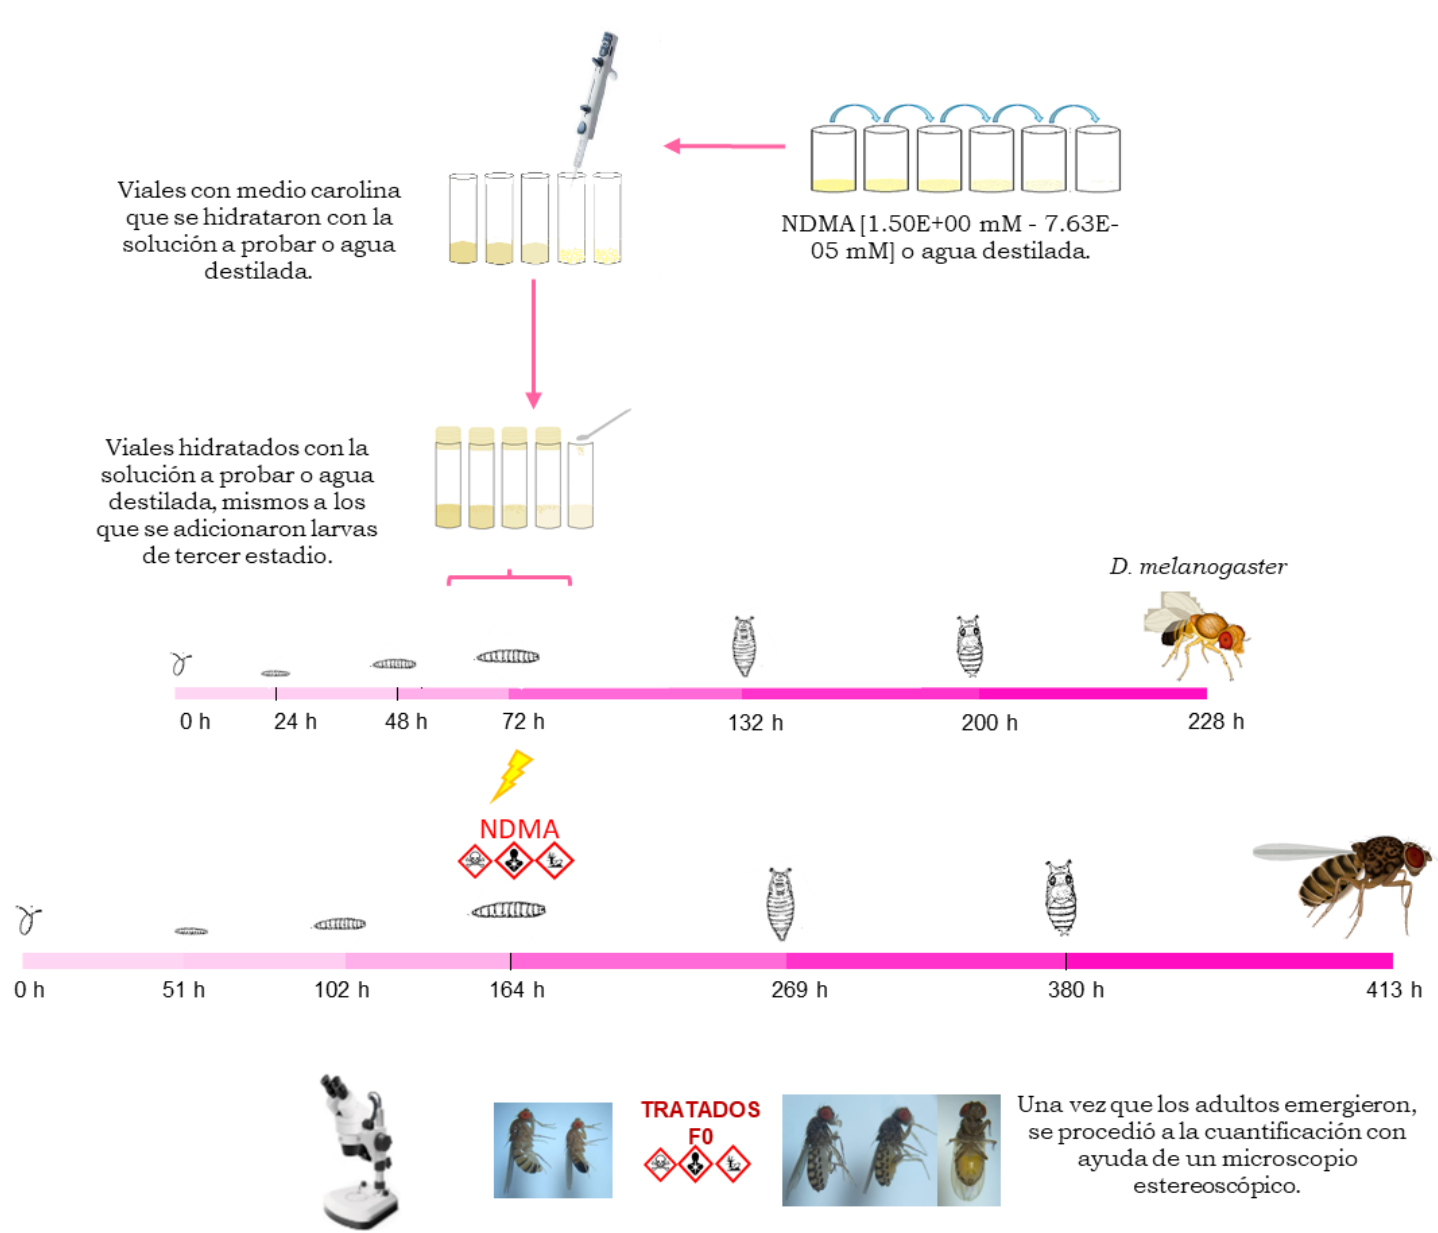 Viales con medio carolina
que se hidrataron con la
solución a probar o agua
destilada.
NDMA [1.50E+00 mM - 7.63E-
05 mM] o agua destilada.
Viales hidratados con la
solución a probar o agua
destilada, mismos a los
que se adicionaron larvas
de tercer estadio.
D. melanogaster
0 h 24 h 48 h 72 h 132 h 200 h 228 h
NDMA
0 h 51 h 102 h 164 h 269 h 380 h 413 h
TRATADOS
F0
Una vez que los adultos emergieron,
se procedió a la cuantificación con
ayuda de un microscopio
estereoscópico.